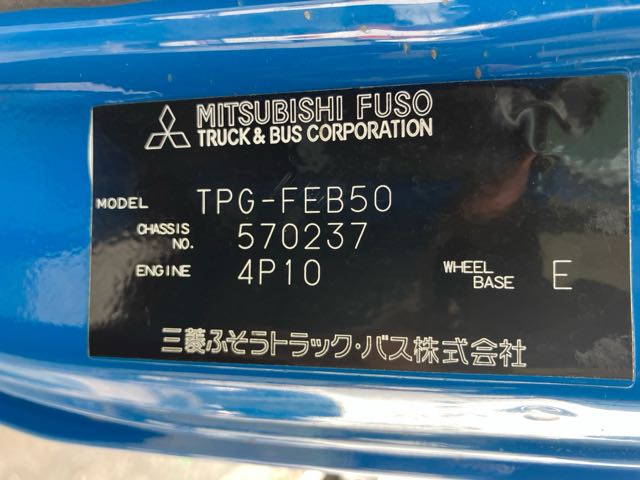 MITSUBISHI FUSO
TRUCK & BUS CORPORATION
MODEL TPG-FEB50
CHASSIS NO. 570237
ENGINE 4P10 WHEEL BASE E
三菱ふそうトラック・バス株式会社